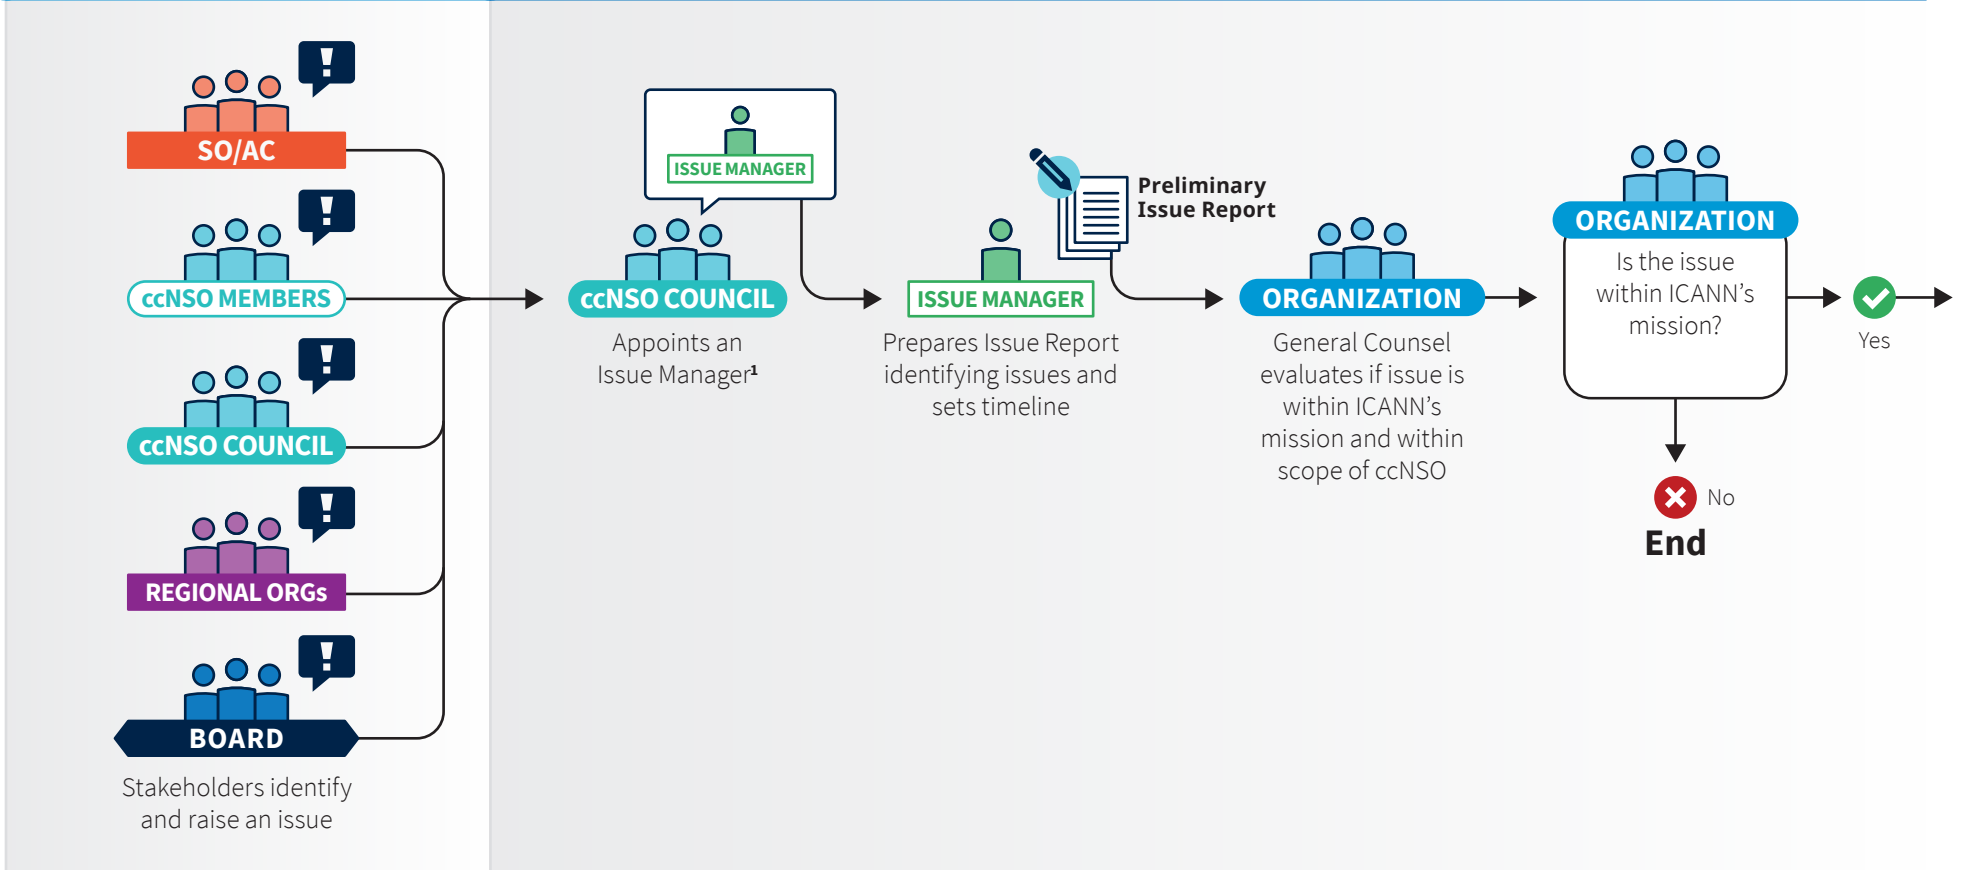 SO/AC
ccNSO MEMBERS
ccNSO COUNCIL
REGIONAL ORGs
BOARD
Stakeholders identify
and raise an issue
ISSUE MANAGER
ccNSO COUNCIL
Appoints an
Issue Manager¹
Preliminary
Issue Report
ISSUE MANAGER
Prepares Issue Report
identifying issues and
sets timeline
ORGANIZATION
General Counsel
evaluates if issue is
within ICANN’s
mission and within
scope of ccNSO
ORGANIZATION
Is the issue
within ICANN’s
mission?
Yes
No
End